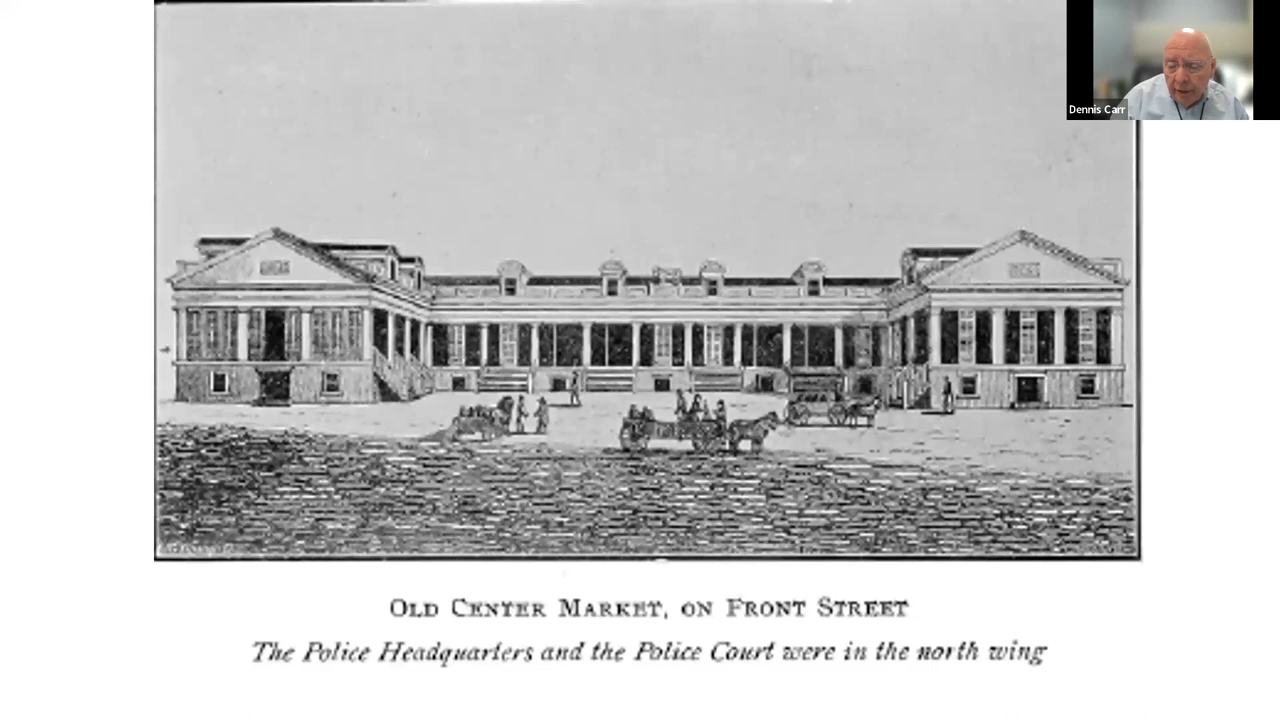 Dennis Carr
OLD CENTER MARKET, ON FRONT STREET
The Police Headquarters and the Police Court were in the north wing